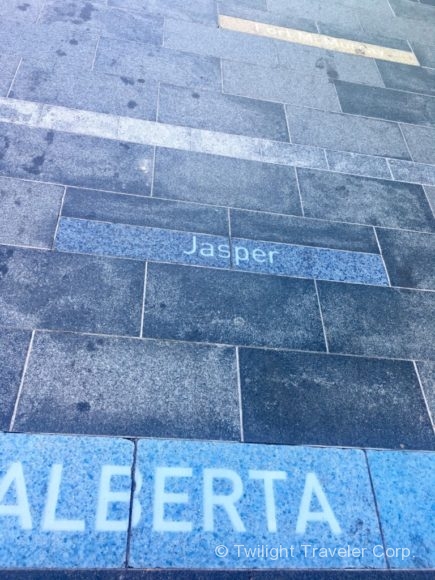 Jasper
ALBERTA
© Twilight Traveler Corp.